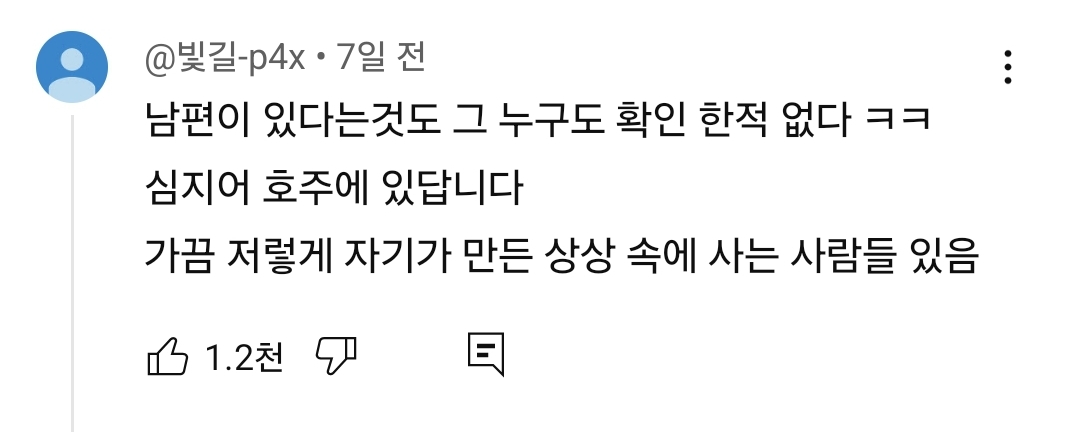 @빛길-p4x • 7일 전
남편이 있다는것도 그 누구도 확인 한적 없다 ㅋㅋ
심지어 호주에 있답니다
가끔 저렇게 자기가 만든 상상 속에 사는 사람들 있음
1.2천